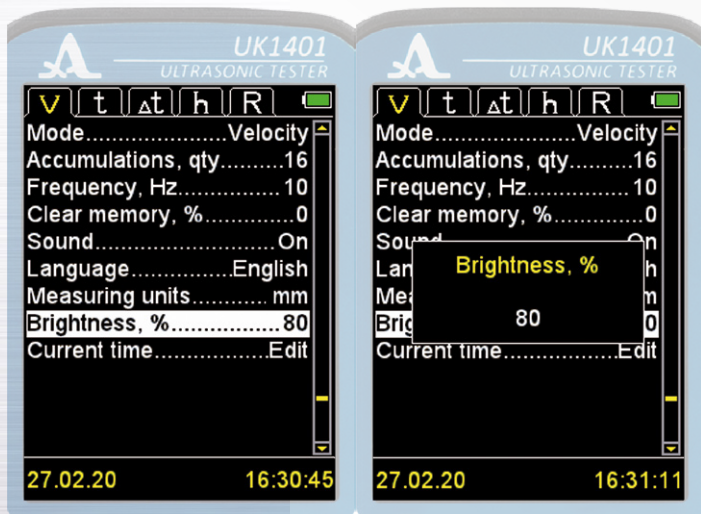 UK1401
ULTRASONIC TESTER
V t Δt h R
Mode....................Velocity
Accumulations, qty..........16
Frequency, Hz................10
Clear memory, %.............0
Sound..........................On
Language...............English
Measuring units........... mm
Brightness, %.................80
Current time.................Edit
27.02.20 16:30:45
UK1401
ULTRASONIC TESTER
V t Δt h R
Mode....................Velocity
Accumulations, qty..........16
Frequency, Hz................10
Clear memory, %.............0
Brightness, %
80
Current time.................Edit
27.02.20 16:31:11